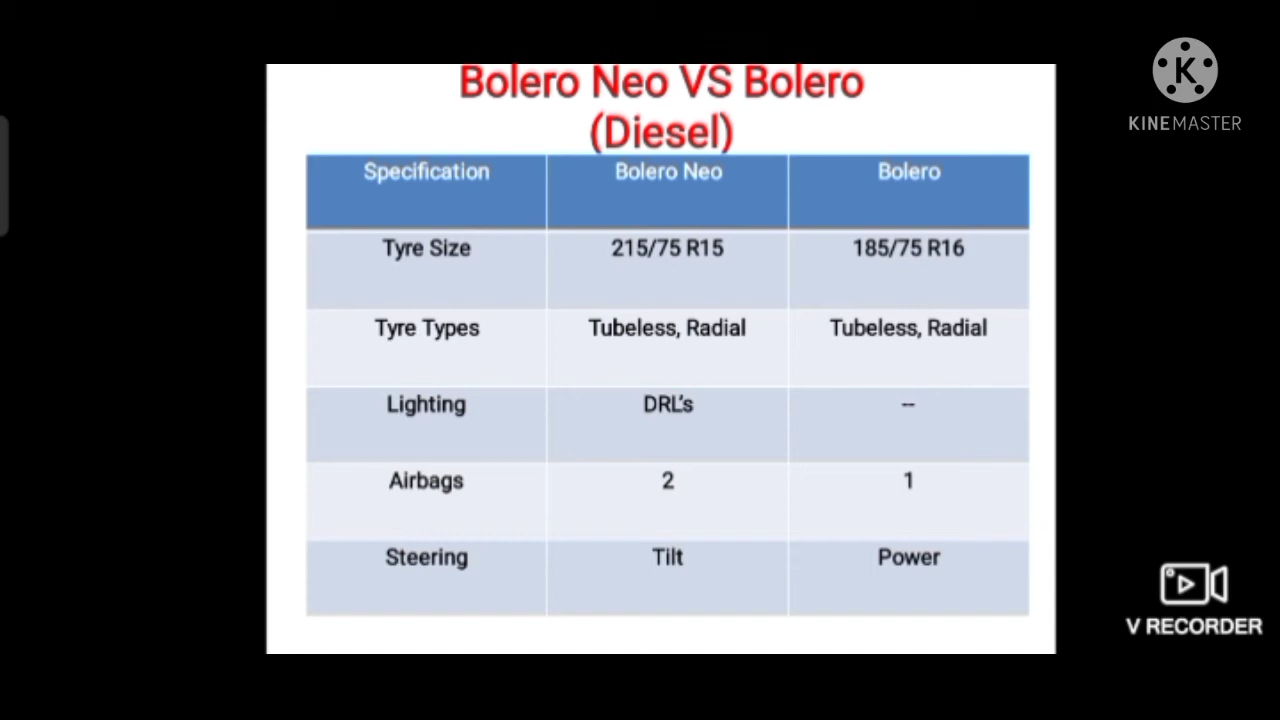 Bolero Neo VS Bolero
(Diesel)
Specification Bolero Neo Bolero
Tyre Size 215/75 R15 185/75 R16
Tyre Types Tubeless, Radial Tubeless, Radial
Lighting DRL's --
Airbags 2 1
Steering Tilt Power
K
KINEMASTER
V RECORDER